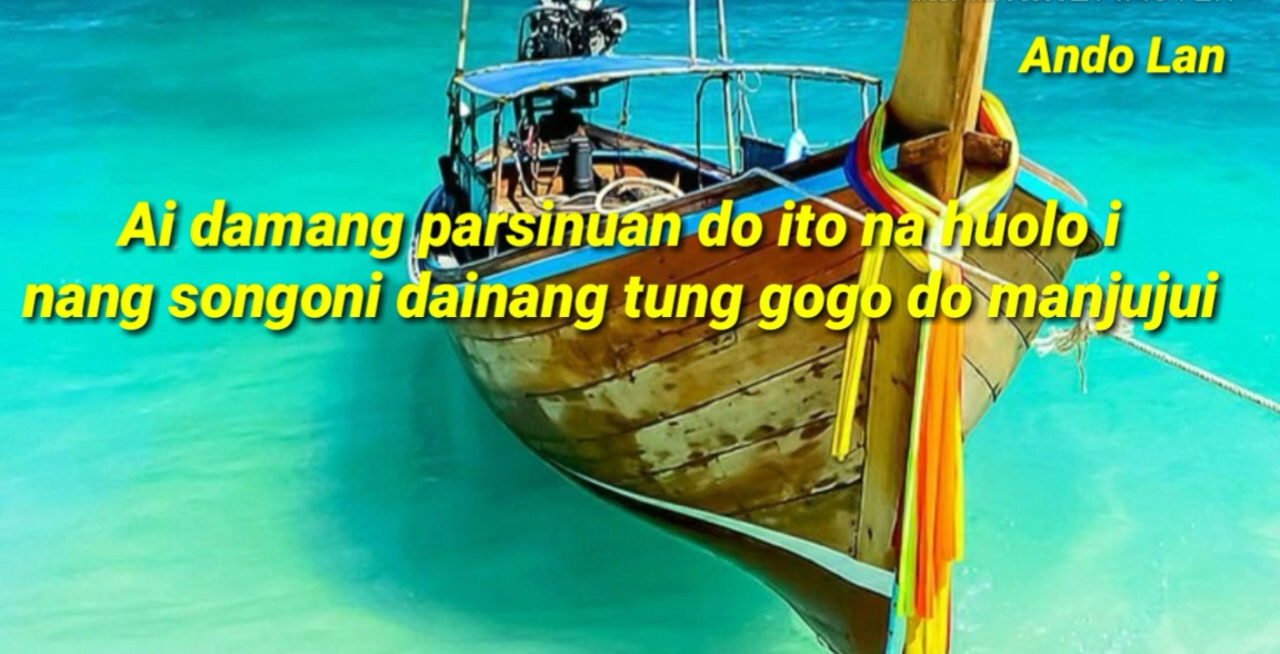 Ando Lan
Ai damang parsinuan do ito na huolo i
nang songoni dainang tung gogo do manjujui